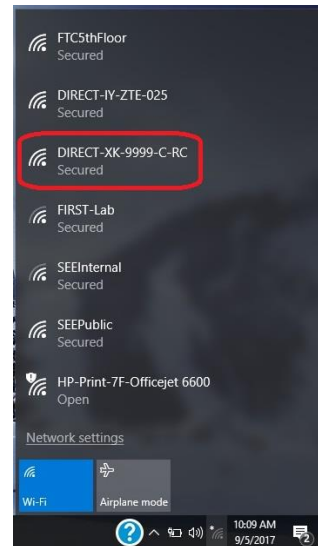 FTC5thFloor
Secured
DIRECT-IY-ZTE-025
Secured
DIRECT-XK-9999-C-RC
Secured
FIRST-Lab
Secured
SEEInternal
Secured
SEEPublic
Secured
HP-Print-7F-Officejet 6600
Open
Network settings
Wi-Fi
Airplane mode
10:09 AM
9/5/2017
2